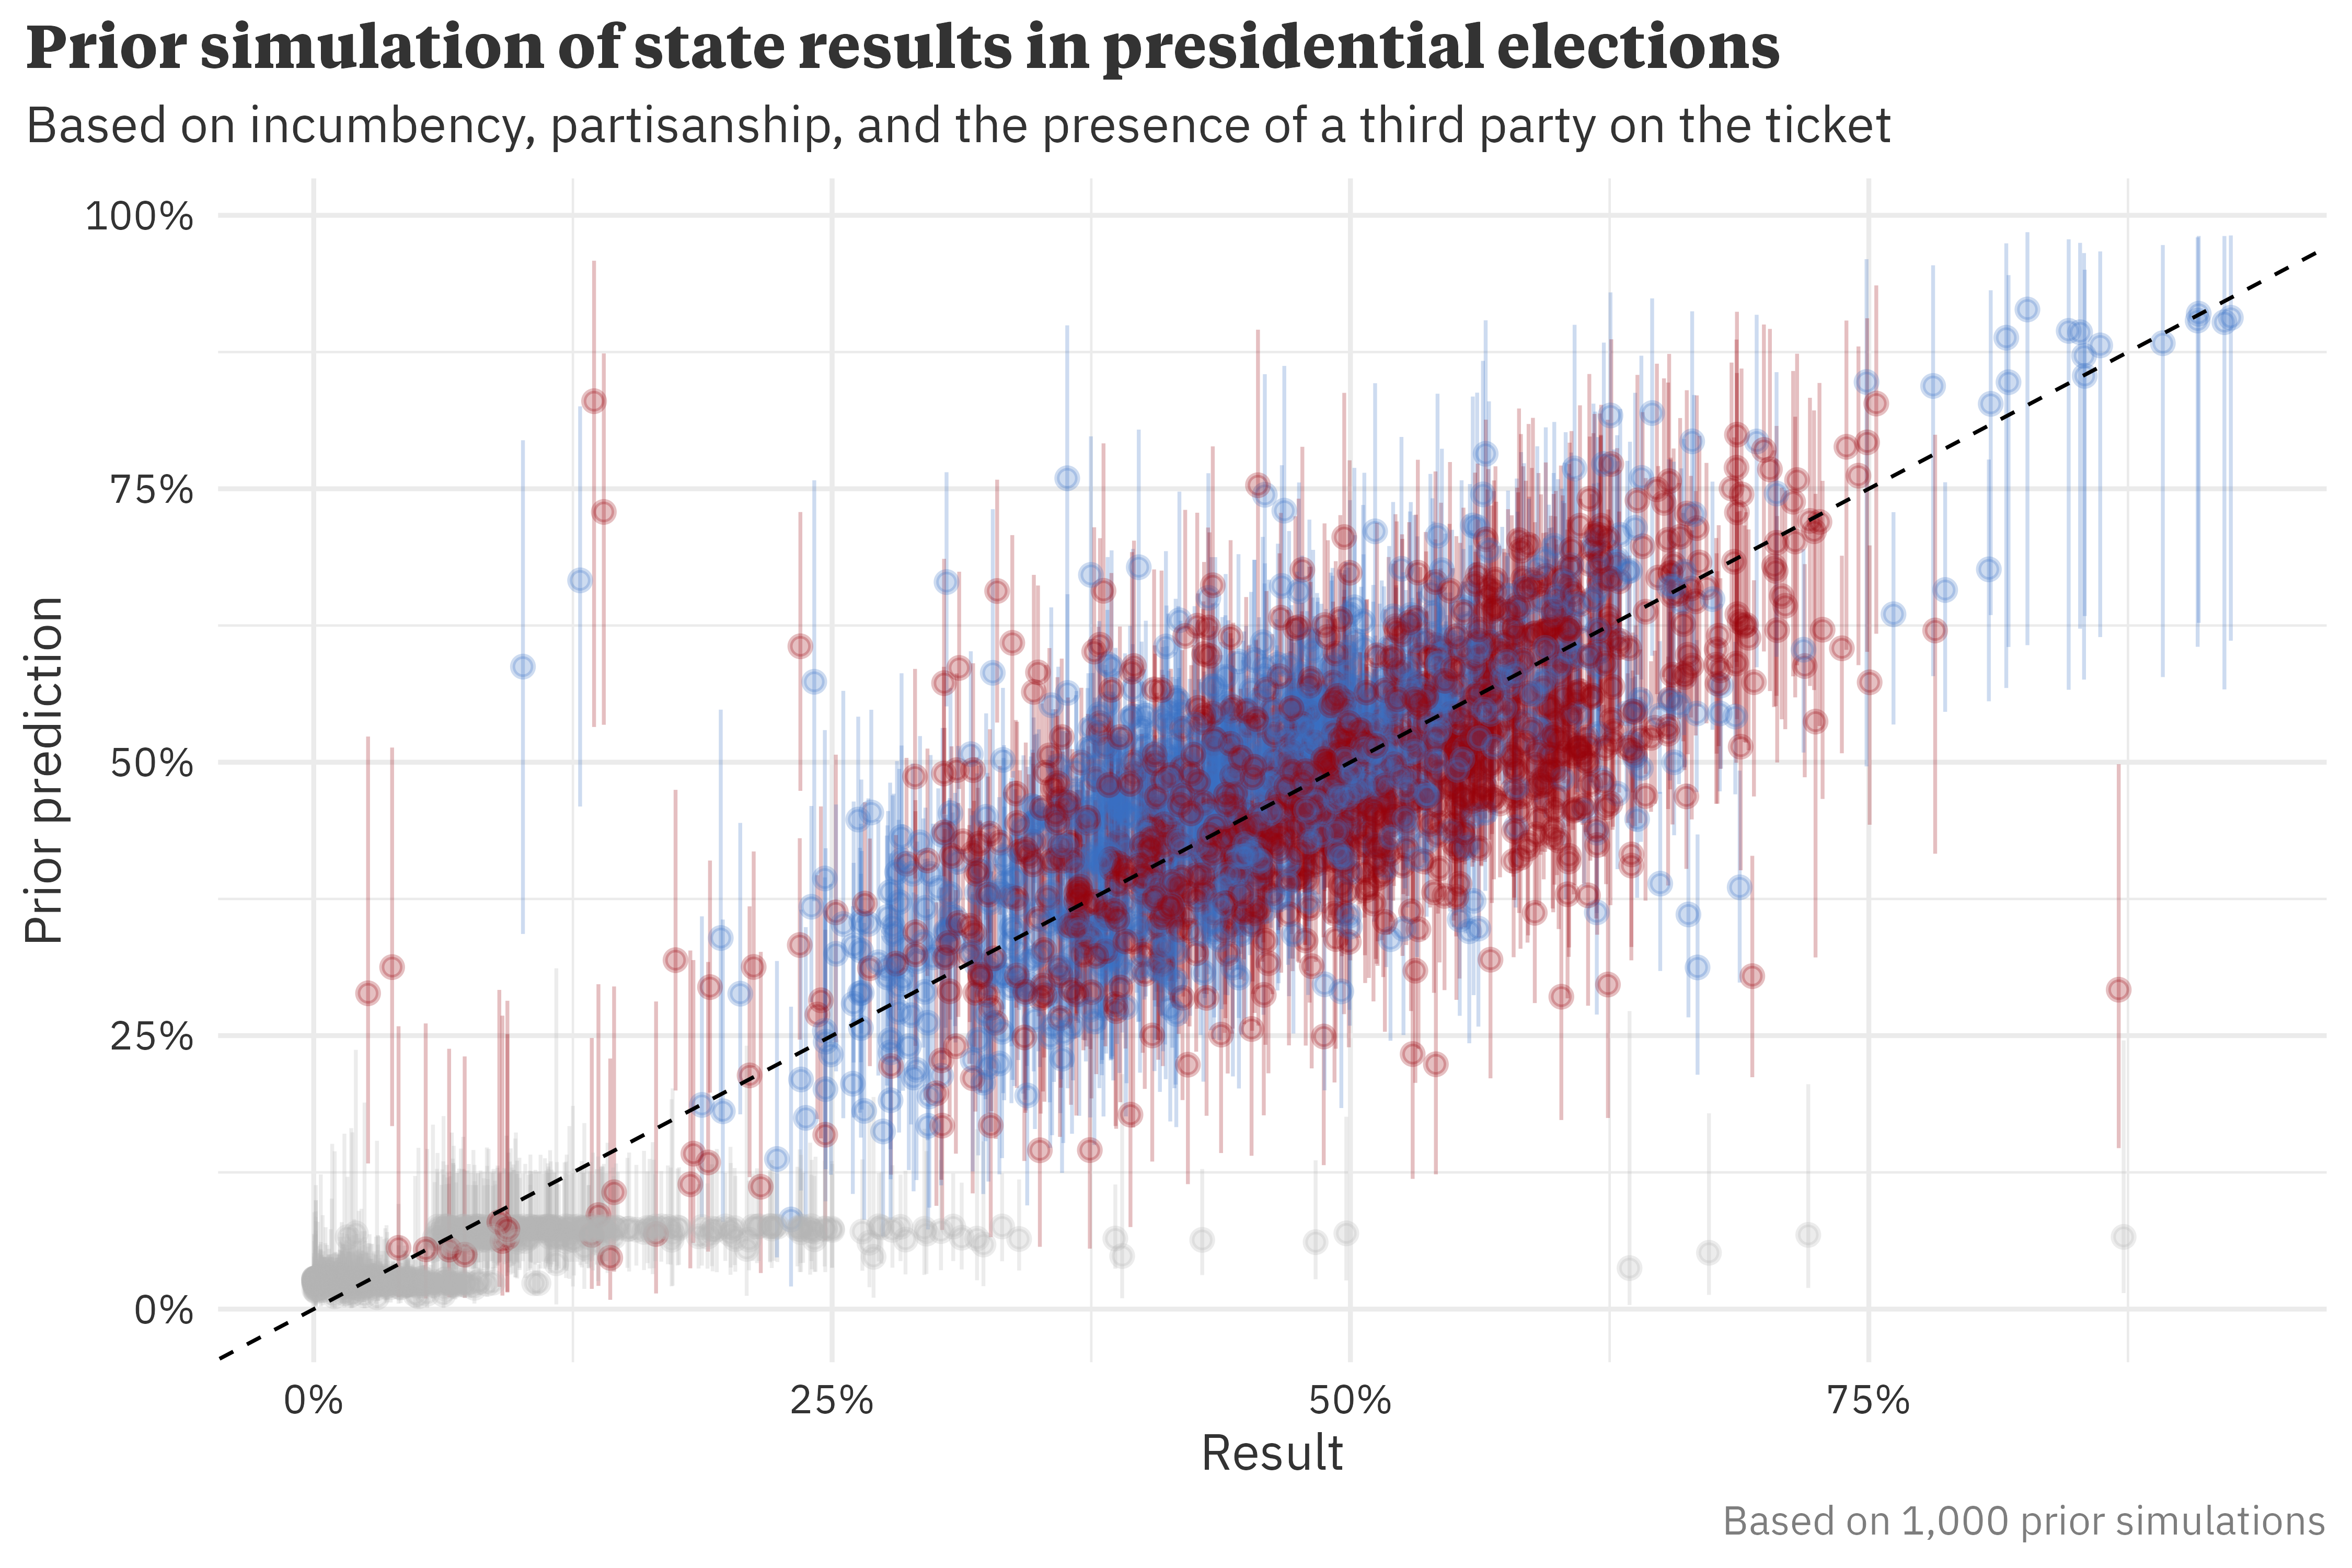 Prior simulation of state results in presidential elections
Based on incumbency, partisanship, and the presence of a third party on the ticket
100%
75%
50%
25%
0%
Prior prediction
0% 25% 50% 75%
Result
Based on 1,000 prior simulations